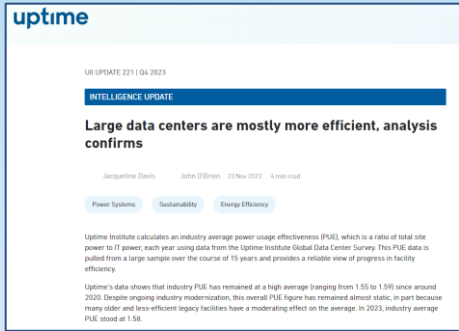 uptime
UII UPDATE 221 | Q4 2023
INTELLIGENCE UPDATE
Large data centers are mostly more efficient, analysis
confirms
Jacqueline Davis John O'Brien 23 Nov 2023 4 min read
Power Systems Sustainability Energy Efficiency
Uptime Institute calculates an industry average power usage effectiveness (PUE), which is a ratio of total site
power to IT power, each year using data from the Uptime Institute Global Data Center Survey. This PUE data is
pulled from a large sample over the course of 15 years and provides a reliable view of progress in facility
efficiency.
Uptime's data shows that industry PUE has remained at a high average (ranging from 1.55 to 1.59) since around
2020. Despite ongoing industry modernization, this overall PUE figure has remained almost static, in part because
many older and less-efficient legacy facilities have a moderating effect on the average. In 2023, industry average
PUE stood at 1.58.